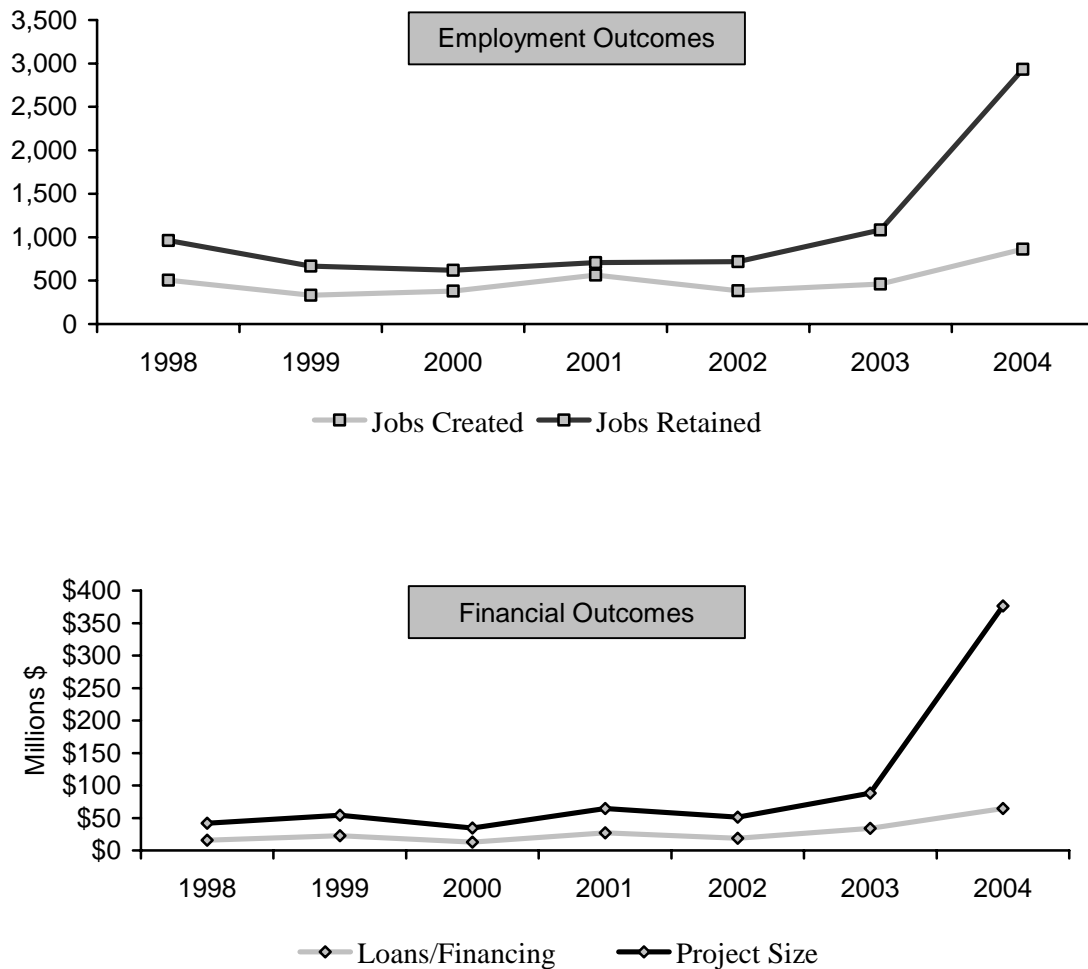 Employment Outcomes
3,500
3,000
2,500
2,000
1,500
1,000
500
0
1998 1999 2000 2001 2002 2003 2004
Jobs Created Jobs Retained
Financial Outcomes
Millions $
$400
$350
$300
$250
$200
$150
$100
$50
$0
1998 1999 2000 2001 2002 2003 2004
Loans/Financing Project Size